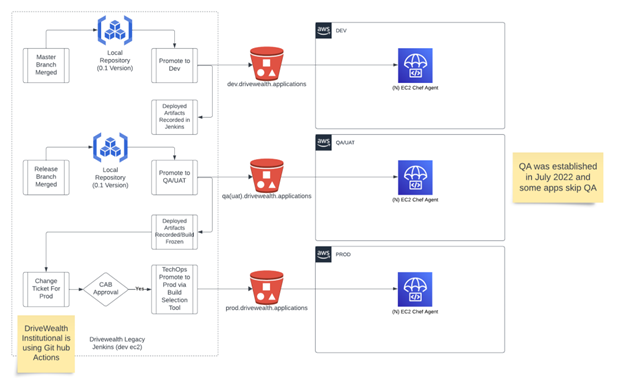 Master
Branch
Merged
Local
Repository
(0.1 Version)
Promote to
Dev
dev.drivewealth.applications
aws
DEV
(N) EC2 Chef Agent
Deployed
Artifacts
Recorded in
Jenkins
Release
Branch
Merged
Local
Repository
(0.1 Version)
Promote to
QA/UAT
qa(uat).drivewealth.applications
aws
QA/UAT
(N) EC2 Chef Agent
QA was established
in July 2022 and
some apps skip QA
Deployed
Artifacts
Recorded/Build
Frozen
Change
Ticket For
Prod
CAB
Approval
Yes
TechOps
Promote to
Prod via
Build
Selection
Tool
prod.drivewealth.applications
aws
PROD
(N) EC2 Chef Agent
DriveWealth
Institutional is
using Git hub
Actions
Drivewealth Legacy
Jenkins (dev ec2)